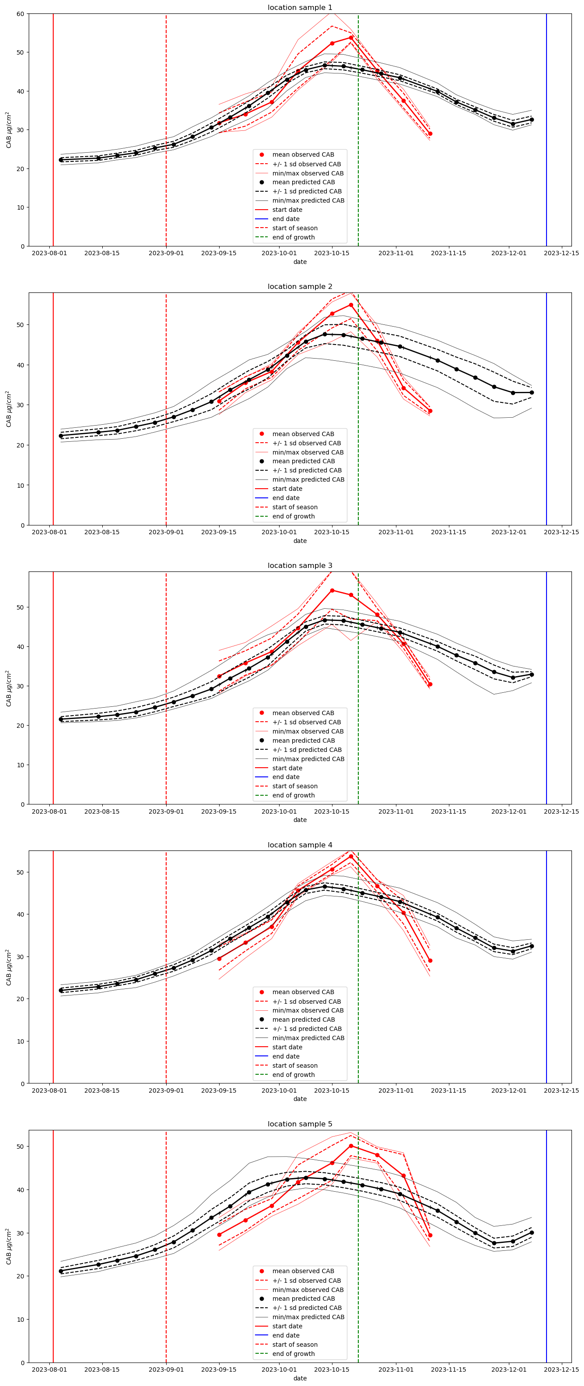 location sample 1
60
50
40
30
20
10
0
CAB µg/cm²
mean observed CAB
+/- 1 sd observed CAB
min/max observed CAB
mean predicted CAB
+/- 1 sd predicted CAB
min/max predicted CAB
start date
end date
start of season
end of growth
2023-08-01 2023-08-15 2023-09-01 2023-09-15 2023-10-01 2023-10-15 2023-11-01 2023-11-15 2023-12-01 2023-12-15
date
location sample 2
50
40
30
20
10
0
CAB µg/cm²
mean observed CAB
+/- 1 sd observed CAB
min/max observed CAB
mean predicted CAB
+/- 1 sd predicted CAB
min/max predicted CAB
start date
end date
start of season
end of growth
2023-08-01 2023-08-15 2023-09-01 2023-09-15 2023-10-01 2023-10-15 2023-11-01 2023-11-15 2023-12-01 2023-12-15
date
location sample 3
50
40
30
20
10
0
CAB µg/cm²
mean observed CAB
+/- 1 sd observed CAB
min/max observed CAB
mean predicted CAB
+/- 1 sd predicted CAB
min/max predicted CAB
start date
end date
start of season
end of growth
2023-08-01 2023-08-15 2023-09-01 2023-09-15 2023-10-01 2023-10-15 2023-11-01 2023-11-15 2023-12-01 2023-12-15
date
location sample 4
50
40
30
20
10
0
CAB µg/cm²
mean observed CAB
+/- 1 sd observed CAB
min/max observed CAB
mean predicted CAB
+/- 1 sd predicted CAB
min/max predicted CAB
start date
end date
start of season
end of growth
2023-08-01 2023-08-15 2023-09-01 2023-09-15 2023-10-01 2023-10-15 2023-11-01 2023-11-15 2023-12-01 2023-12-15
date
location sample 5
50
40
30
20
10
0
CAB µg/cm²
mean observed CAB
+/- 1 sd observed CAB
min/max observed CAB
mean predicted CAB
+/- 1 sd predicted CAB
min/max predicted CAB
start date
end date
start of season
end of growth
2023-08-01 2023-08-15 2023-09-01 2023-09-15 2023-10-01 2023-10-15 2023-11-01 2023-11-15 2023-12-01 2023-12-15
date